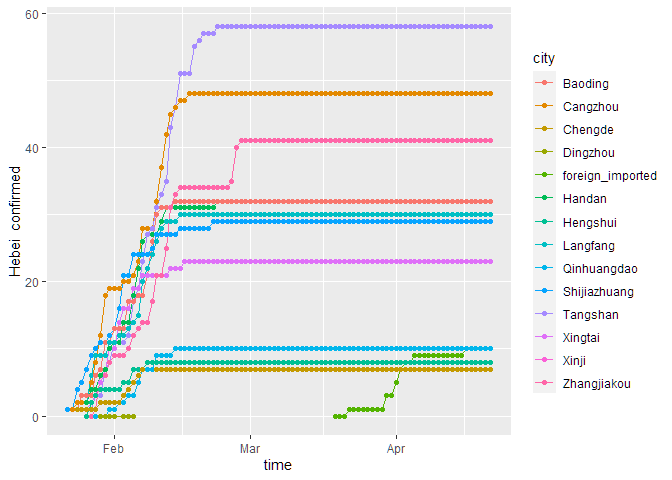 60
40
20
0
Hebei confirmed
Feb
Mar
Apr
time
city
Baoding
Cangzhou
Chengde
Dingzhou
foreign_imported
Handan
Hengshui
Langfang
Qinhuangdao
Shijiazhuang
Tangshan
Xingtai
Xinji
Zhangjiakou